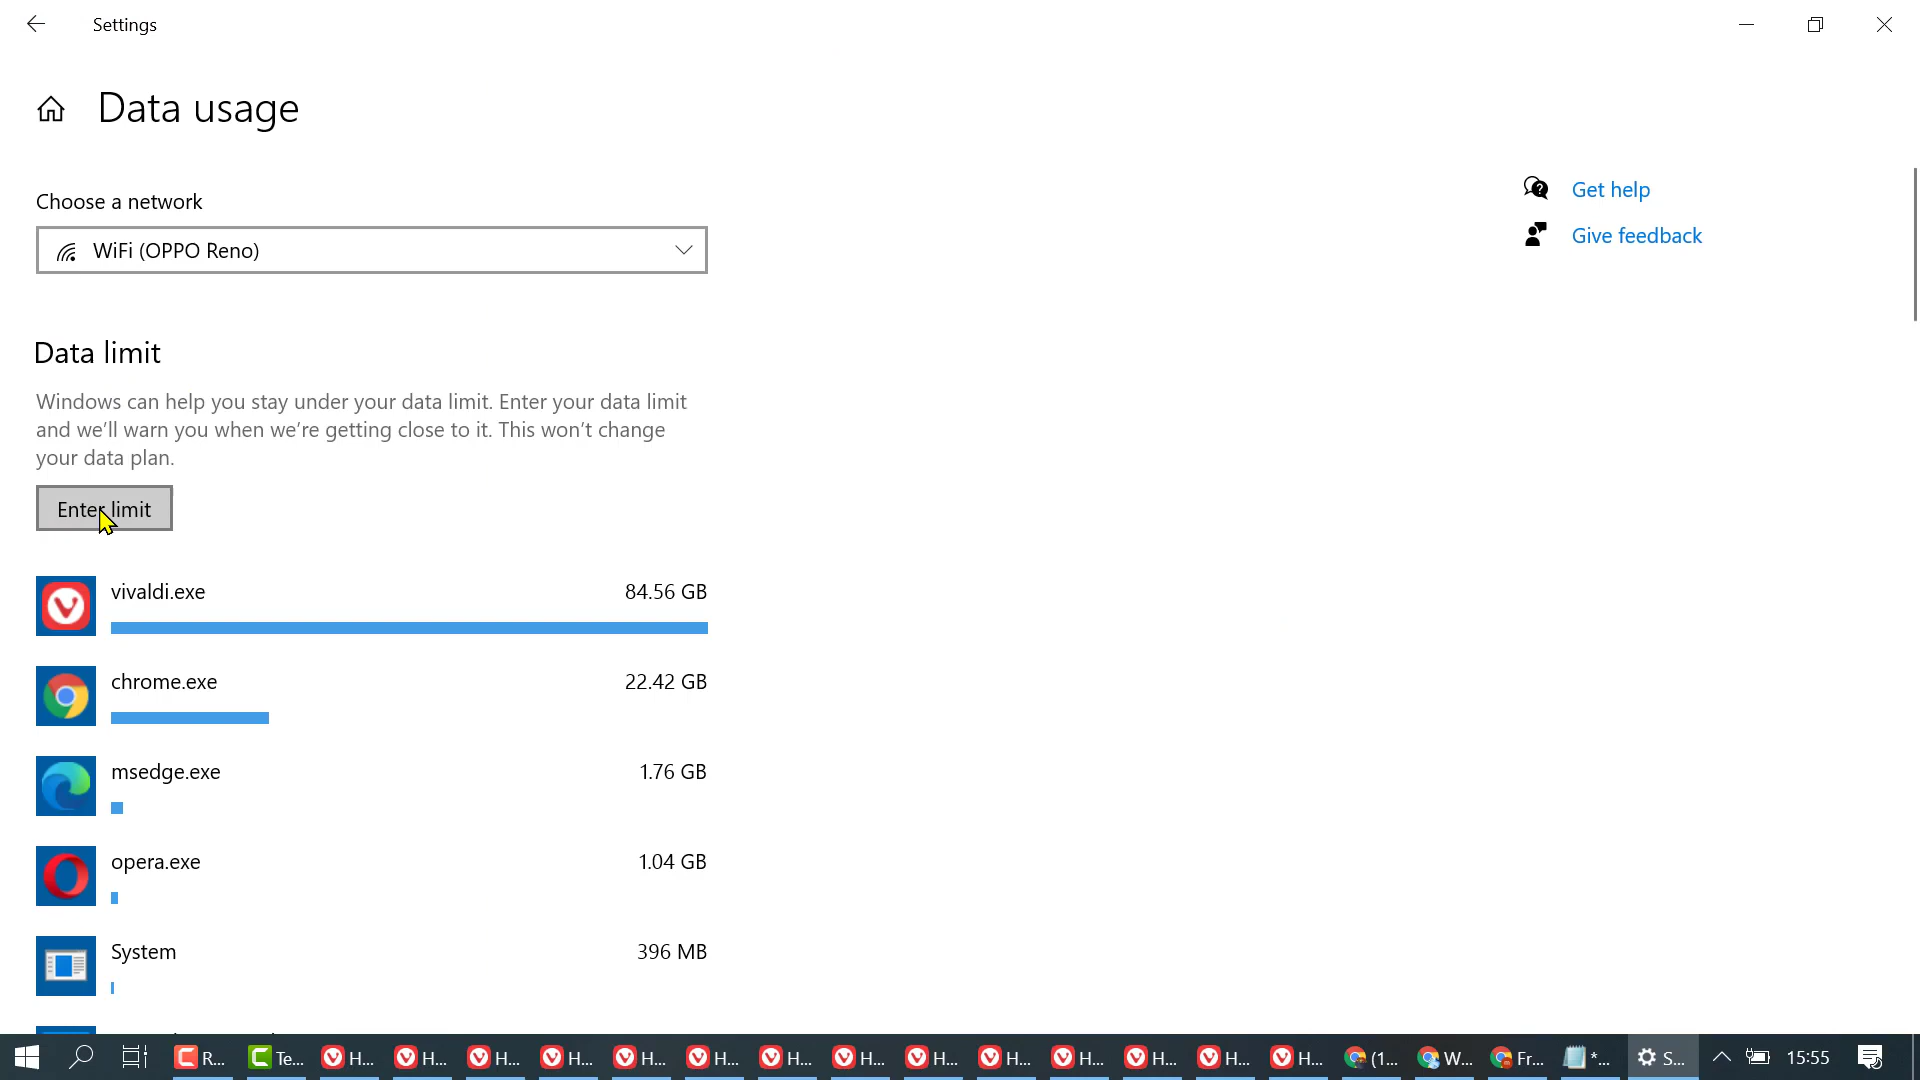 Settings
Data usage
Choose a network
WiFi (OPPO Reno)
Get help
Give feedback
Data limit
Windows can help you stay under your data limit. Enter your data limit
and we'll warn you when we're getting close to it. This won't change
your data plan.
Enter limit
vivaldi.exe 84.56 GB
chrome.exe 22.42 GB
msedge.exe 1.76 GB
opera.exe 1.04 GB
System 396 MB
R... Te... H... H... H... H... H... H... H... H... H... H... H... H... H... H... (1... W... Fr... *... S... 15:55